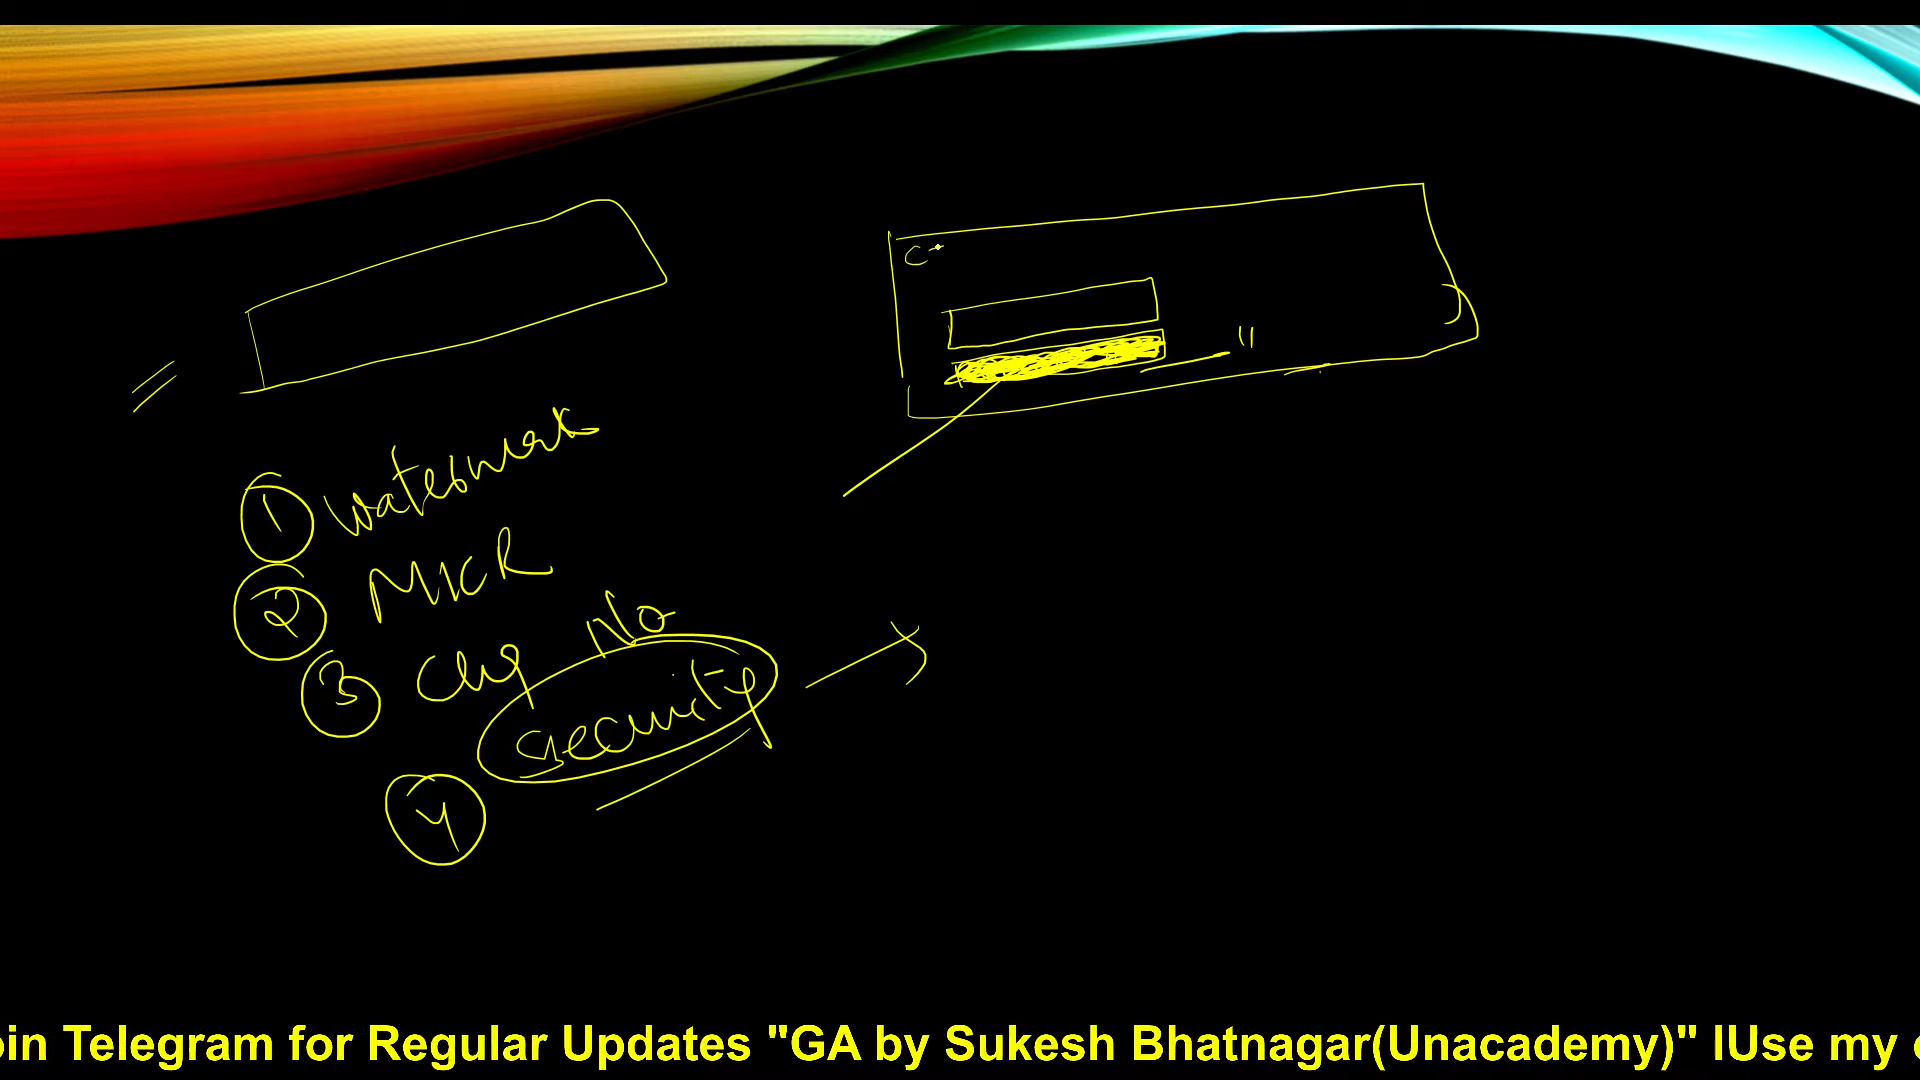 C
"
① watermark
② MICR
③ Chq No
security
④
oin Telegram for Regular Updates "GA by Sukesh Bhatnagar(Unacademy)" IUse my